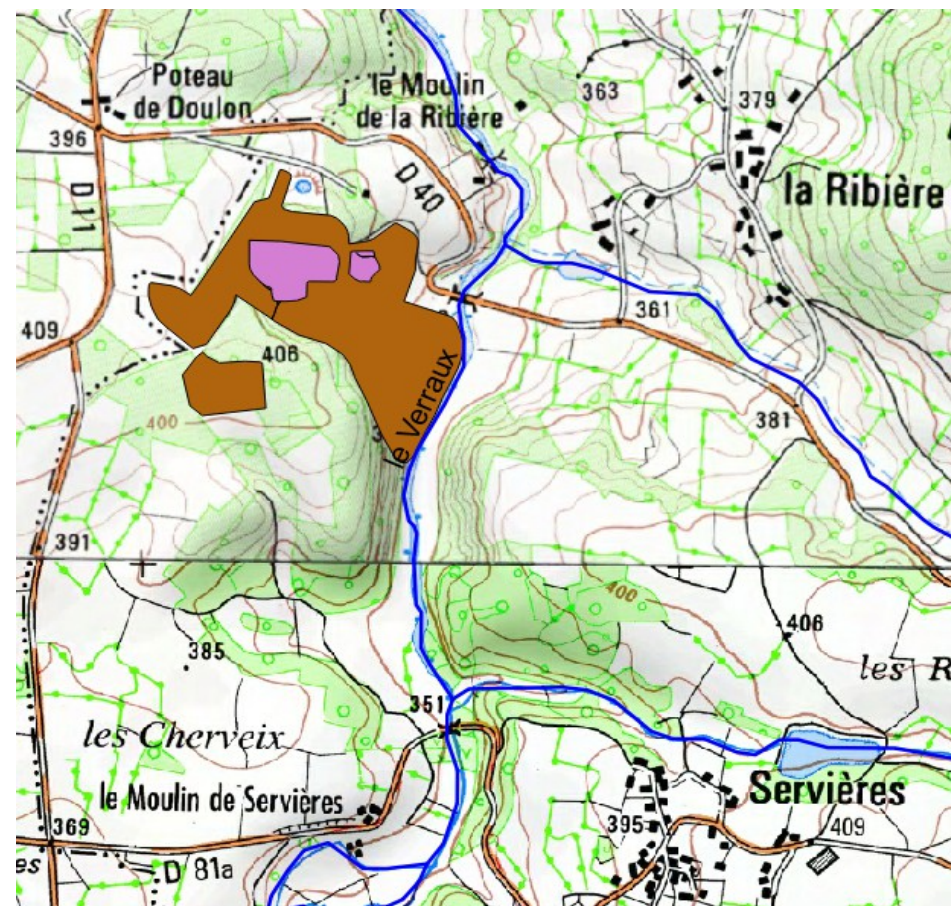 Poteau
de Doulon
le Moulin
de la Ribière
363
379
396
D 40
D 11
la Ribière
361
409
406
381
400
le Verraux
391
400
406
385
les R
351
les Cherveix
le Moulin de Servières
Servières
395
409
369
es
D 81a